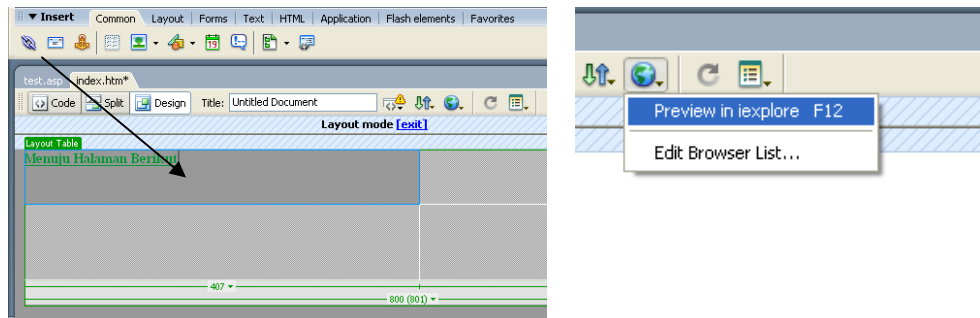 ▼ Insert Common Layout Forms Text HTML Application Flash elements Favorites
19
test.asp index.htm*
Code Split Design Title: Untitled Document
Layout mode [exit]
Layout Table
Menuju Halaman Berikut
407
800 (801)
Preview in iexplore F12
Edit Browser List...